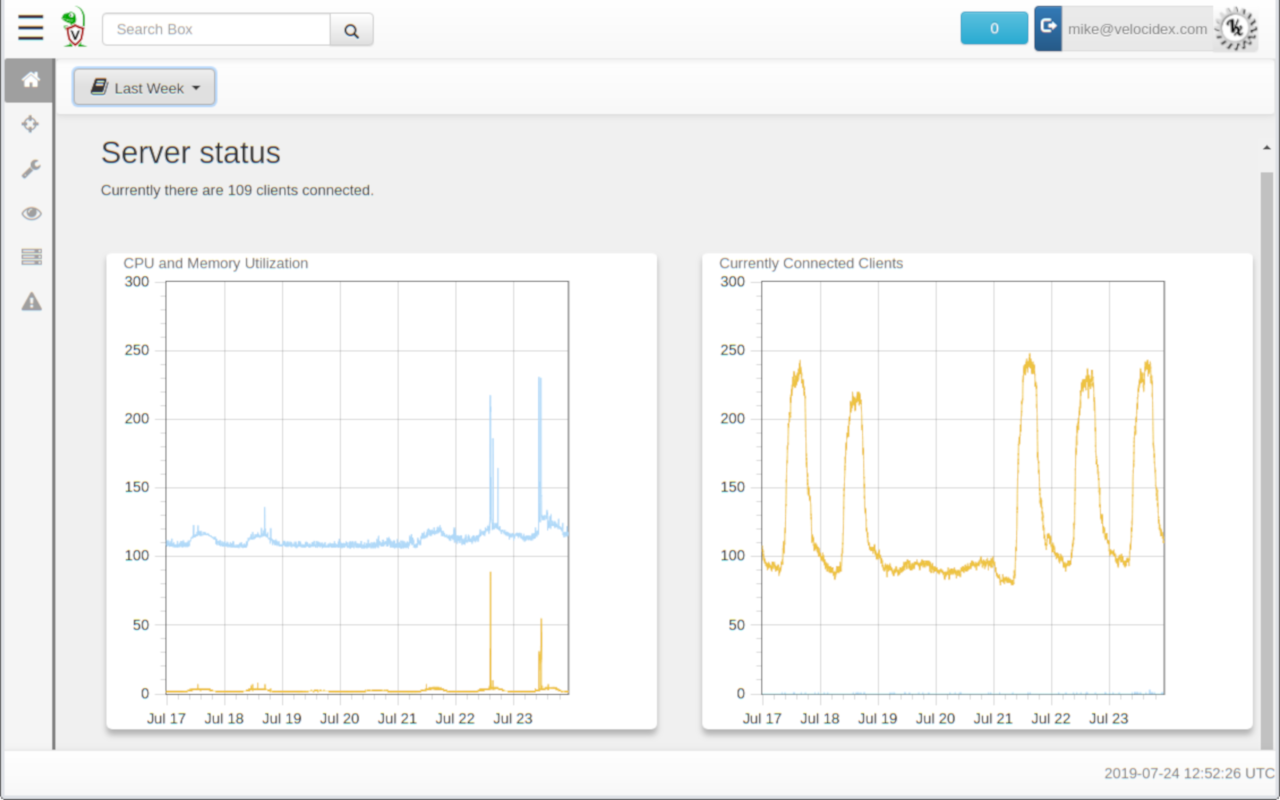 Search Box
0
mike@velocidex.com
V
Last Week
Server status
Currently there are 109 clients connected.
CPU and Memory Utilization
300
250
200
150
100
50
0
Jul 17 Jul 18 Jul 19 Jul 20 Jul 21 Jul 22 Jul 23
Currently Connected Clients
300
250
200
150
100
50
0
Jul 17 Jul 18 Jul 19 Jul 20 Jul 21 Jul 22 Jul 23
2019-07-24 12:52:26 UTC